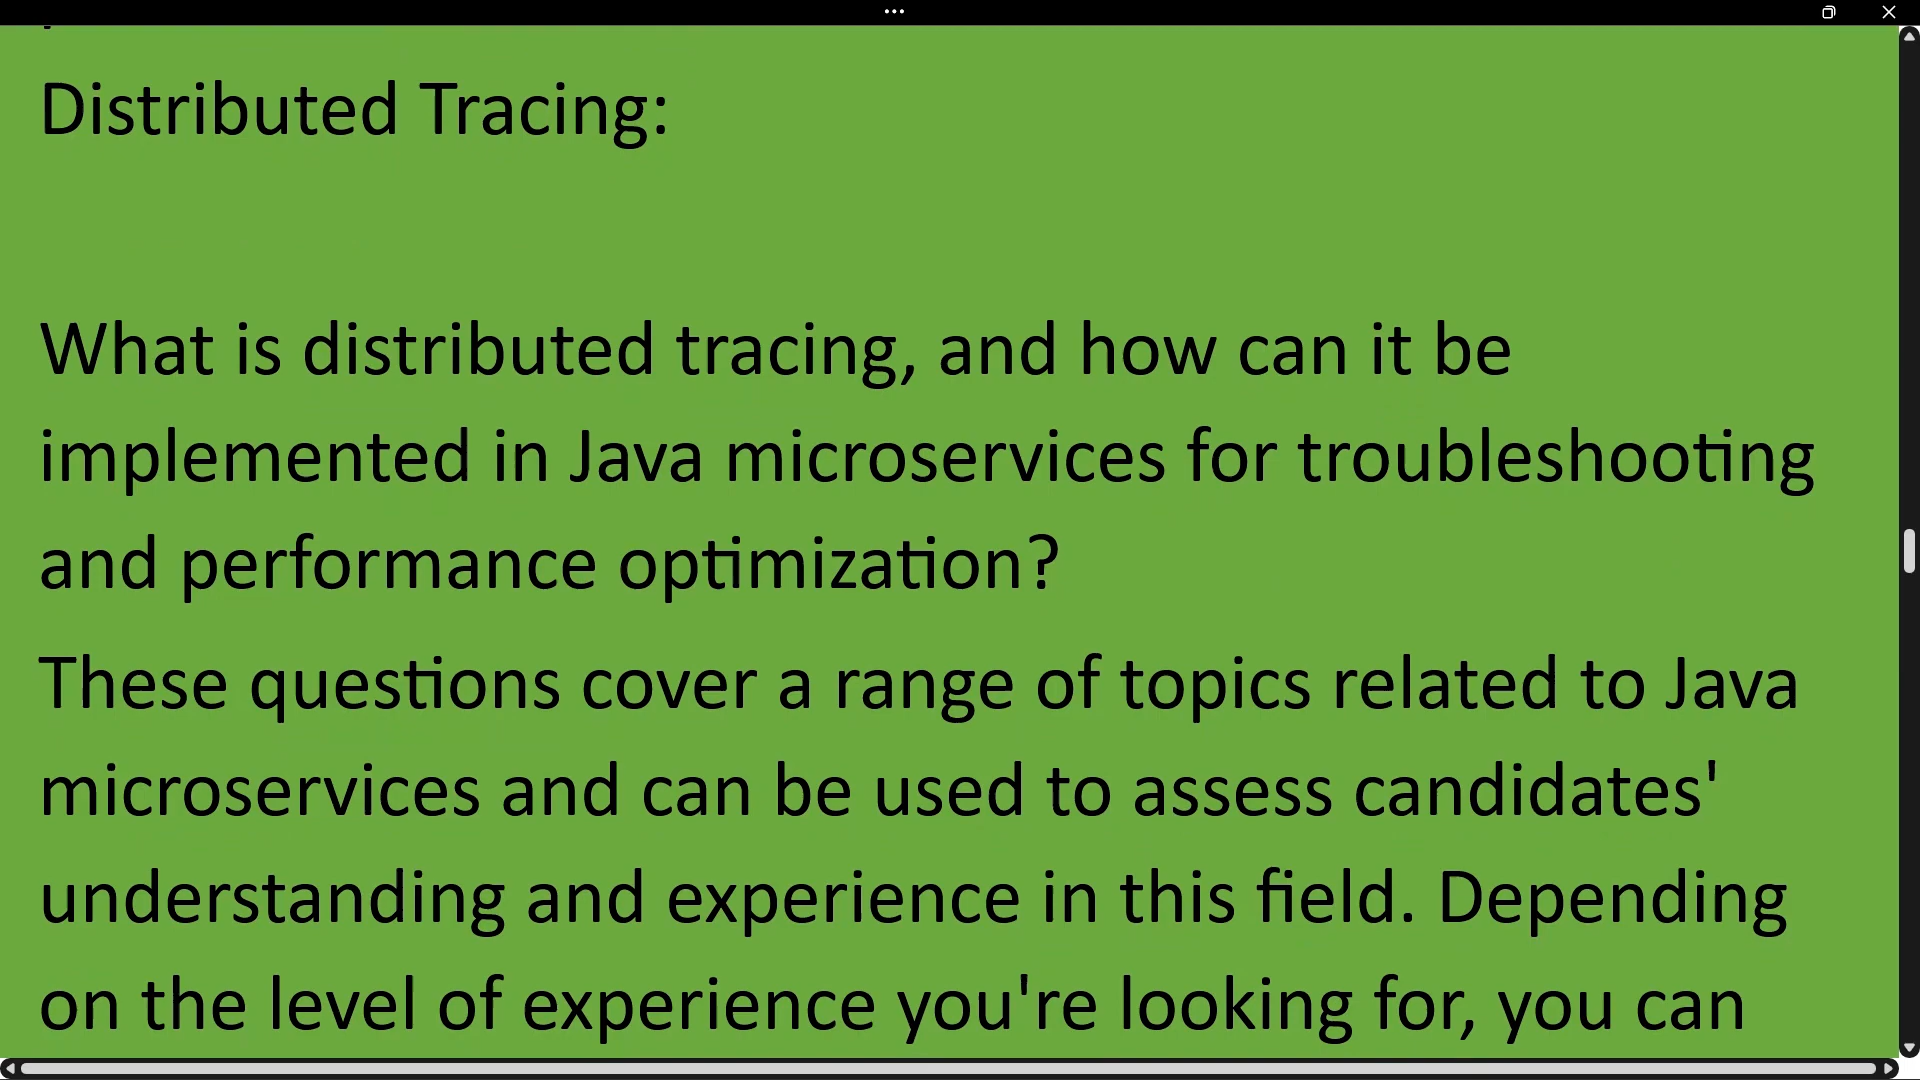 Distributed Tracing:
What is distributed tracing, and how can it be
implemented in Java microservices for troubleshooting
and performance optimization?
These questions cover a range of topics related to Java
microservices and can be used to assess candidates'
understanding and experience in this field. Depending
on the level of experience you're looking for, you can